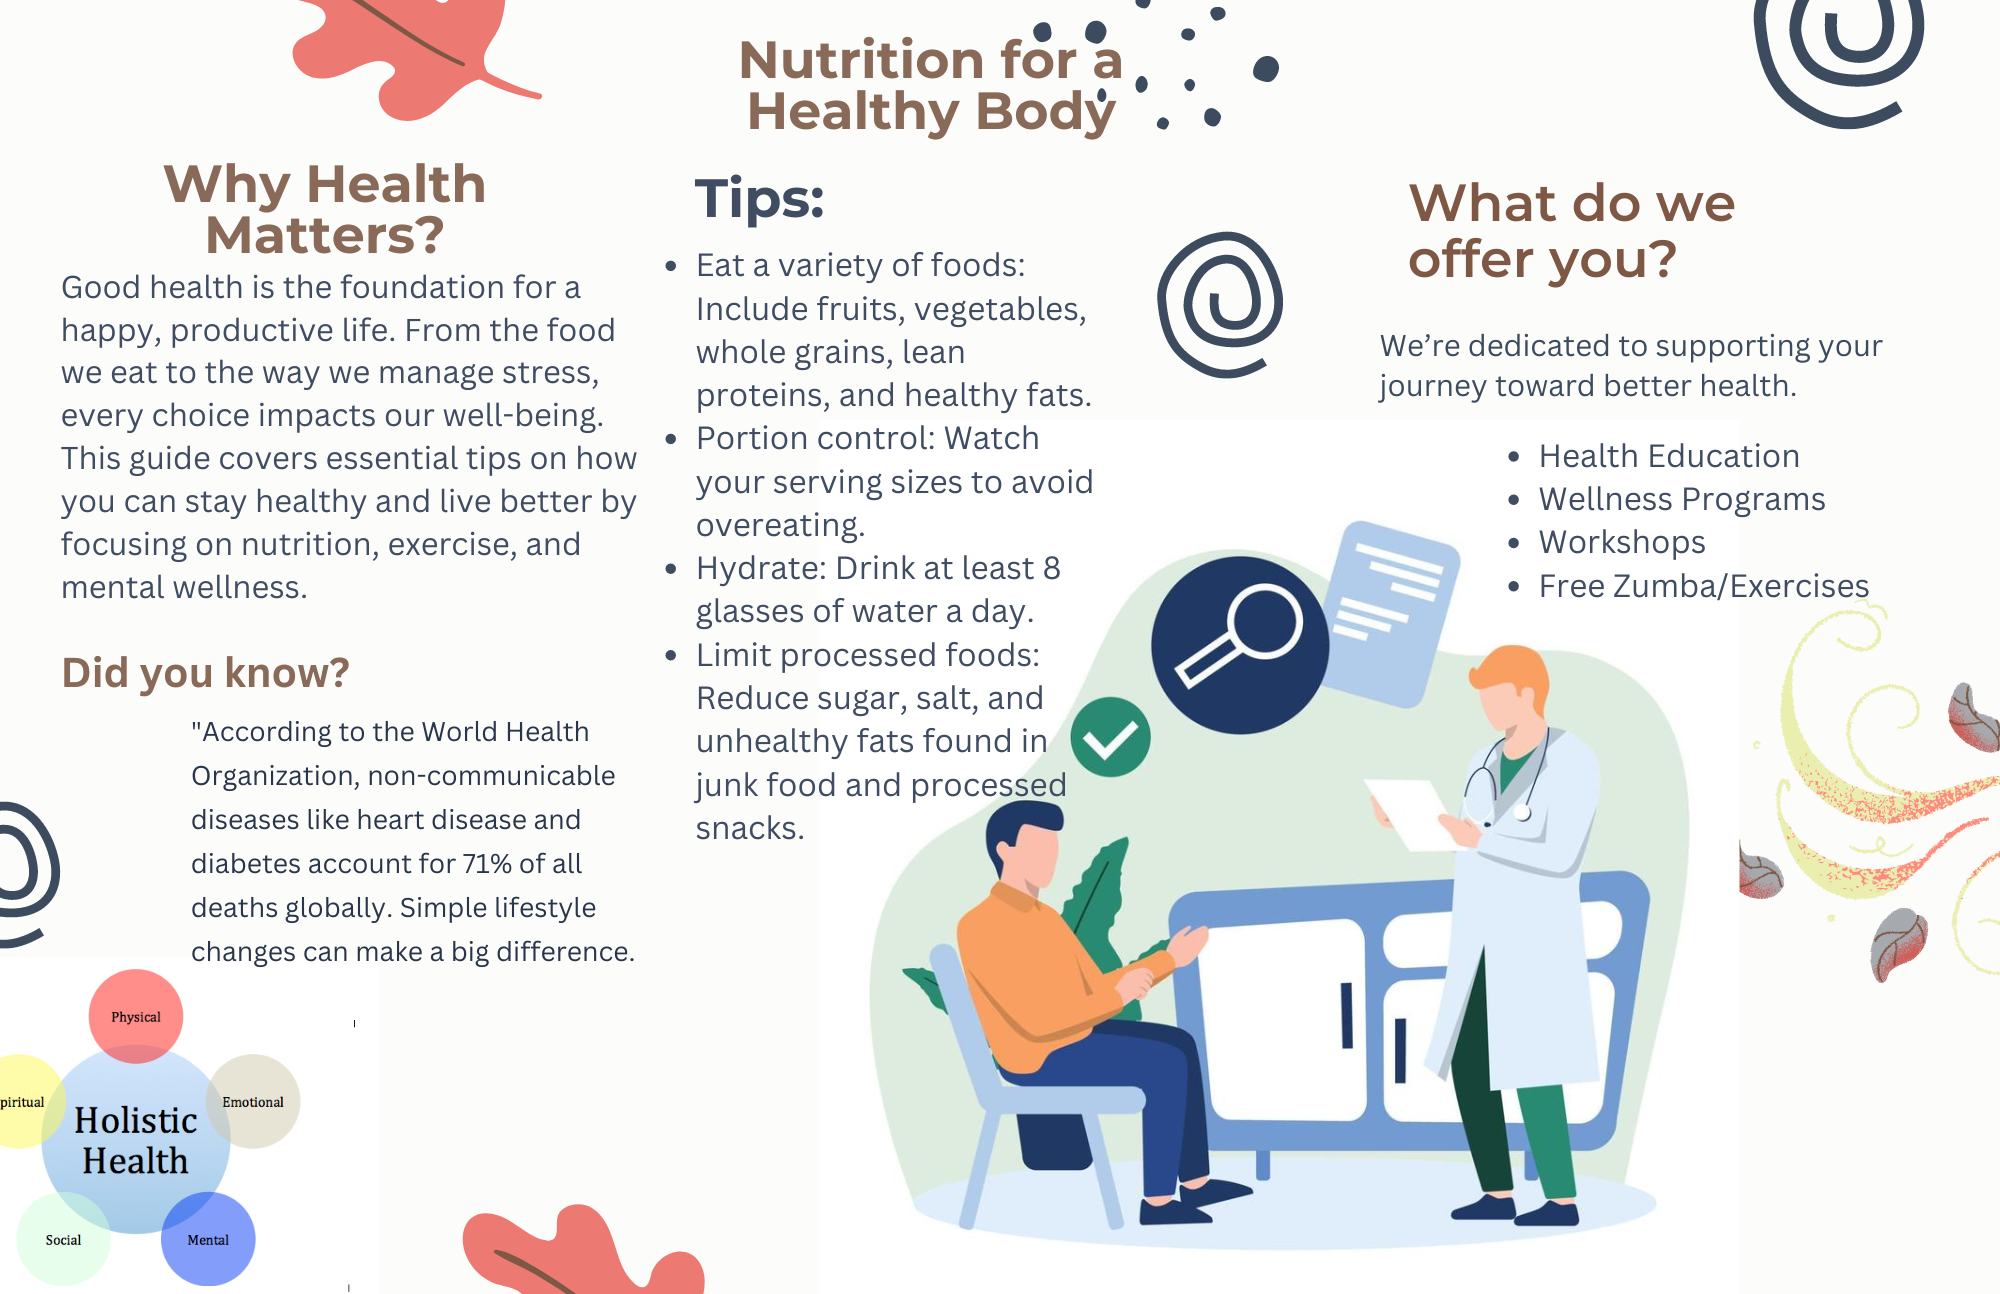 Why Health
Matters?
Good health is the foundation for a
happy, productive life. From the food
we eat to the way we manage stress,
every choice impacts our well-being.
This guide covers essential tips on how
you can stay healthy and live better by
focusing on nutrition, exercise, and
mental wellness.
Did you know?
"According to the World Health
Organization, non-communicable
diseases like heart disease and
diabetes account for 71% of all
deaths globally. Simple lifestyle
changes can make a big difference.
Physical
piritual
Emotional
Holistic
Health
Social
Mental
Nutrition for a
Healthy Body
Tips:
• Eat a variety of foods:
Include fruits, vegetables,
whole grains, lean
proteins, and healthy fats.
• Portion control: Watch
your serving sizes to avoid
overeating.
• Hydrate: Drink at least 8
glasses of water a day.
• Limit processed foods:
Reduce sugar, salt, and
unhealthy fats found in
junk food and processed
snacks.
What do we
offer you?
We’re dedicated to supporting your
journey toward better health.
• Health Education
• Wellness Programs
• Workshops
• Free Zumba/Exercises